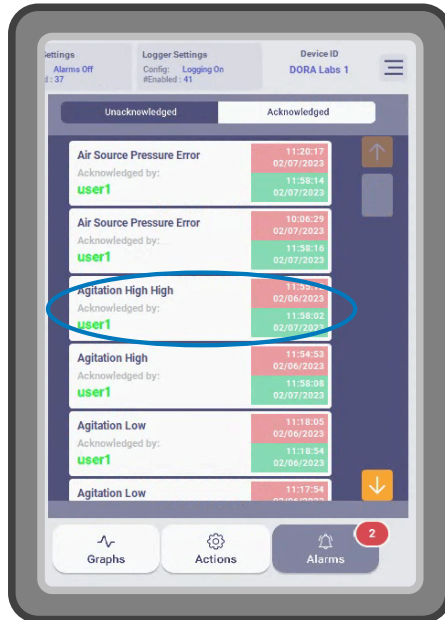 ettings
Alarms Off
: 37
Logger Settings
Config: Logging On
#Enabled : 41
Device ID
DORA Labs 1
Unacknowledged
Acknowledged
Air Source Pressure Error
Acknowledged by:
user1
11:20:17
02/07/2023
11:58:14
02/07/2023
Air Source Pressure Error
Acknowledged by:
user1
10:06:29
02/07/2023
11:58:16
02/07/2023
Agitation High High
Acknowledged by:
user1
02/06/2023
11:58:02
02/07/2023
Agitation High
Acknowledged by:
user1
11:54:53
02/06/2023
11:58:08
02/07/2023
Agitation Low
Acknowledged by:
user1
11:18:05
02/06/2023
11:18:54
02/06/2023
Agitation Low
11:17:54
Graphs
Actions
Alarms
2